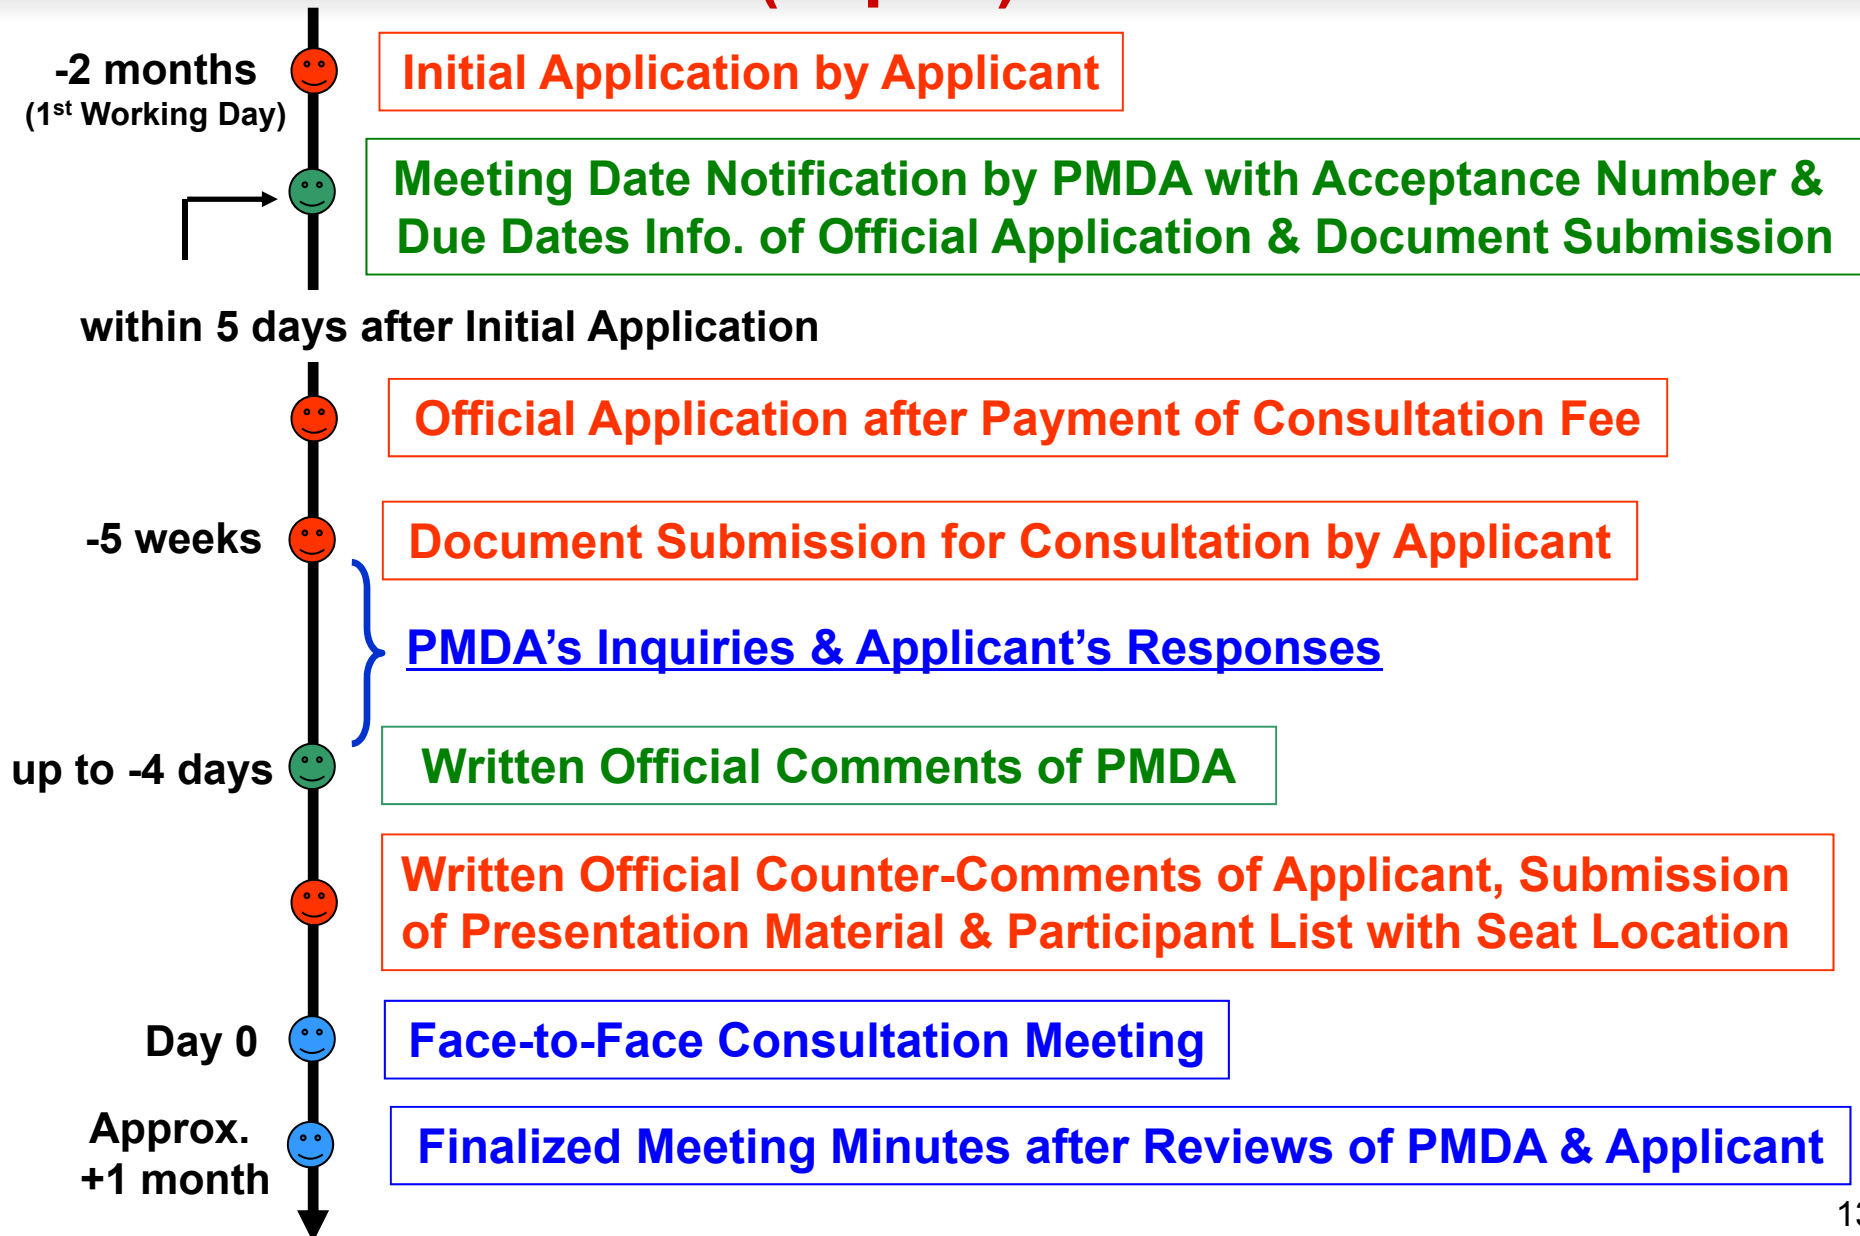 -2 months
(1st Working Day)
Initial Application by Applicant
Meeting Date Notification by PMDA with Acceptance Number &
Due Dates Info. of Official Application & Document Submission
within 5 days after Initial Application
Official Application after Payment of Consultation Fee
-5 weeks
Document Submission for Consultation by Applicant
PMDA’s Inquiries & Applicant’s Responses
up to -4 days
Written Official Comments of PMDA
Written Official Counter-Comments of Applicant, Submission
of Presentation Material & Participant List with Seat Location
Day 0
Face-to-Face Consultation Meeting
Approx.
+1 month
Finalized Meeting Minutes after Reviews of PMDA & Applicant